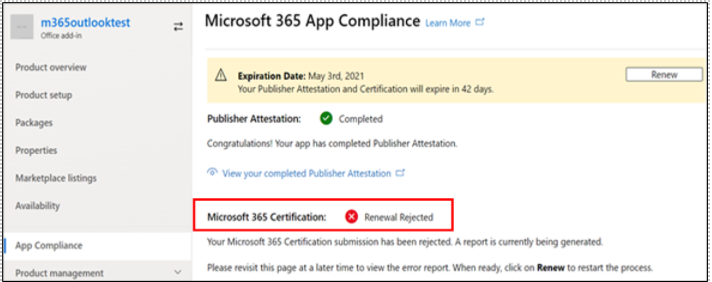 m365outlooktest
Office add-in
Product overview
Product setup
Packages
Properties
Marketplace listings
Availability
App Compliance
Product management
Microsoft 365 App Compliance Learn More
Expiration Date: May 3rd, 2021
Your Publisher Attestation and Certification will expire in 42 days.
Renew
Publisher Attestation: Completed
Congratulations! Your app has completed Publisher Attestation.
View your completed Publisher Attestation
Microsoft 365 Certification: Renewal Rejected
Your Microsoft 365 Certification submission has been rejected. A report is currently being generated.
Please revisit this page at a later time to view the error report. When ready, click on Renew to restart the process.